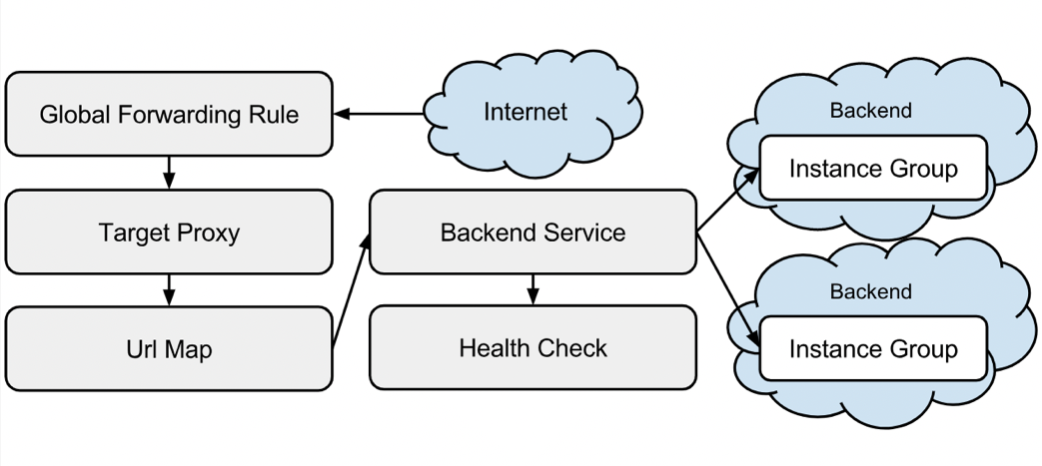 Global Forwarding Rule
Internet
Target Proxy
Url Map
Backend Service
Health Check
Backend
Instance Group
Backend
Instance Group